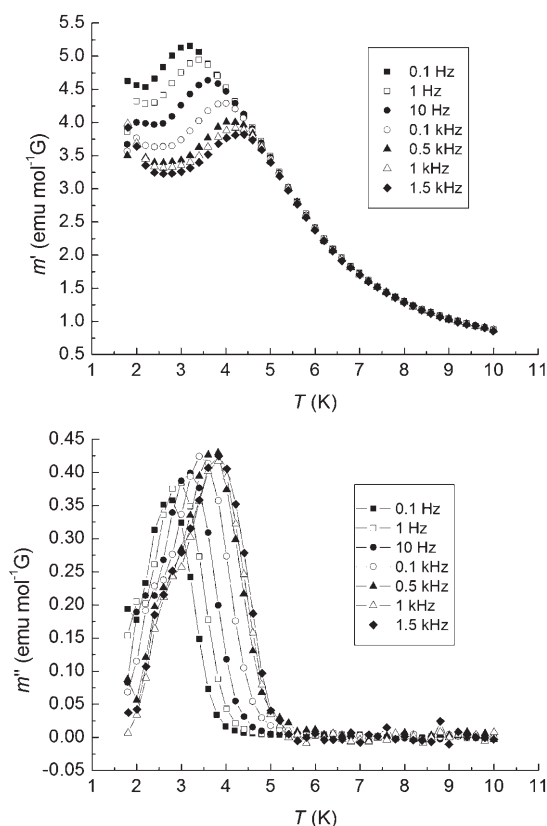 5.5
5.0
4.5
4.0
3.5
3.0
2.5
2.0
1.5
1.0
0.5
m' (emu mol⁻¹G)
0.1 Hz
1 Hz
10 Hz
0.1 kHz
0.5 kHz
1 kHz
1.5 kHz
1 2 3 4 5 6 7 8 9 10 11
T (K)
0.45
0.40
0.35
0.30
0.25
0.20
0.15
0.10
0.05
0.00
-0.05
m'' (emu mol⁻¹G)
0.1 Hz
1 Hz
10 Hz
0.1 kHz
0.5 kHz
1 kHz
1.5 kHz
1 2 3 4 5 6 7 8 9 10 11
T (K)